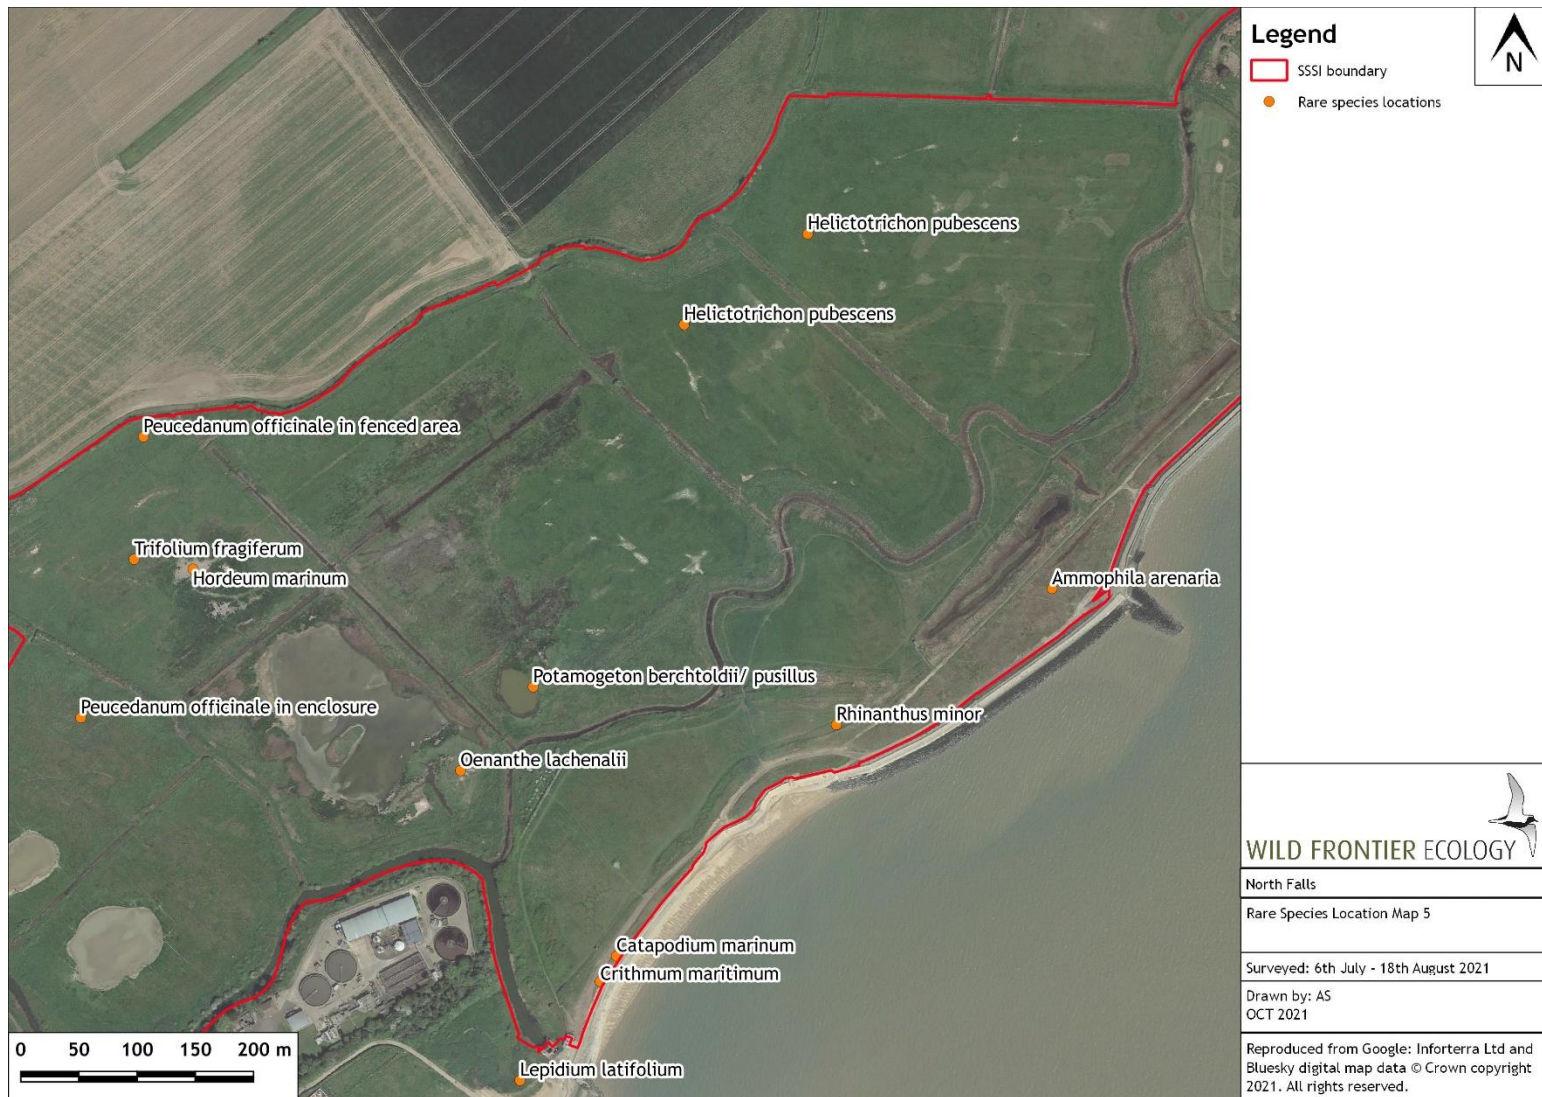 Legend
N
SSSI boundary
Rare species locations
Helictotrichon pubescens
Helictotrichon pubescens
Peucedanum officinale in fenced area
Trifolium fragiferum
Hordeum marinum
Ammophila arenaria
Potamogeton berchtoldii/ pusillus
Peucedanum officinale in enclosure
Rhinanthus minor
Oenanthe lachenalii
Catapodium marinum
Crithmum maritimum
Lepidium latifolium
0 50 100 150 200 m
WILD FRONTIER ECOLOGY
North Falls
Rare Species Location Map 5
Surveyed: 6th July - 18th August 2021
Drawn by: AS
OCT 2021
Reproduced from Google: Inforterra Ltd and
Bluesky digital map data © Crown copyright
2021. All rights reserved.